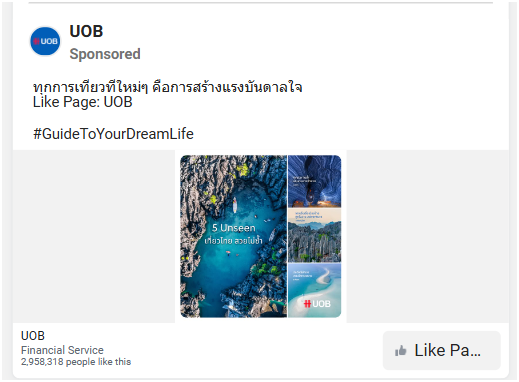 UOB
Sponsored
ทุกการเที่ยวที่ใหม่ๆ คือการสร้างแรงบันดาลใจ
Like Page: UOB
#GuideToYourDreamLife
5 Unseen
เที่ยวไทย สวยไม่ซ้ำ
UOB
UOB
Financial Service
2,958,318 people like this
Like Pa...